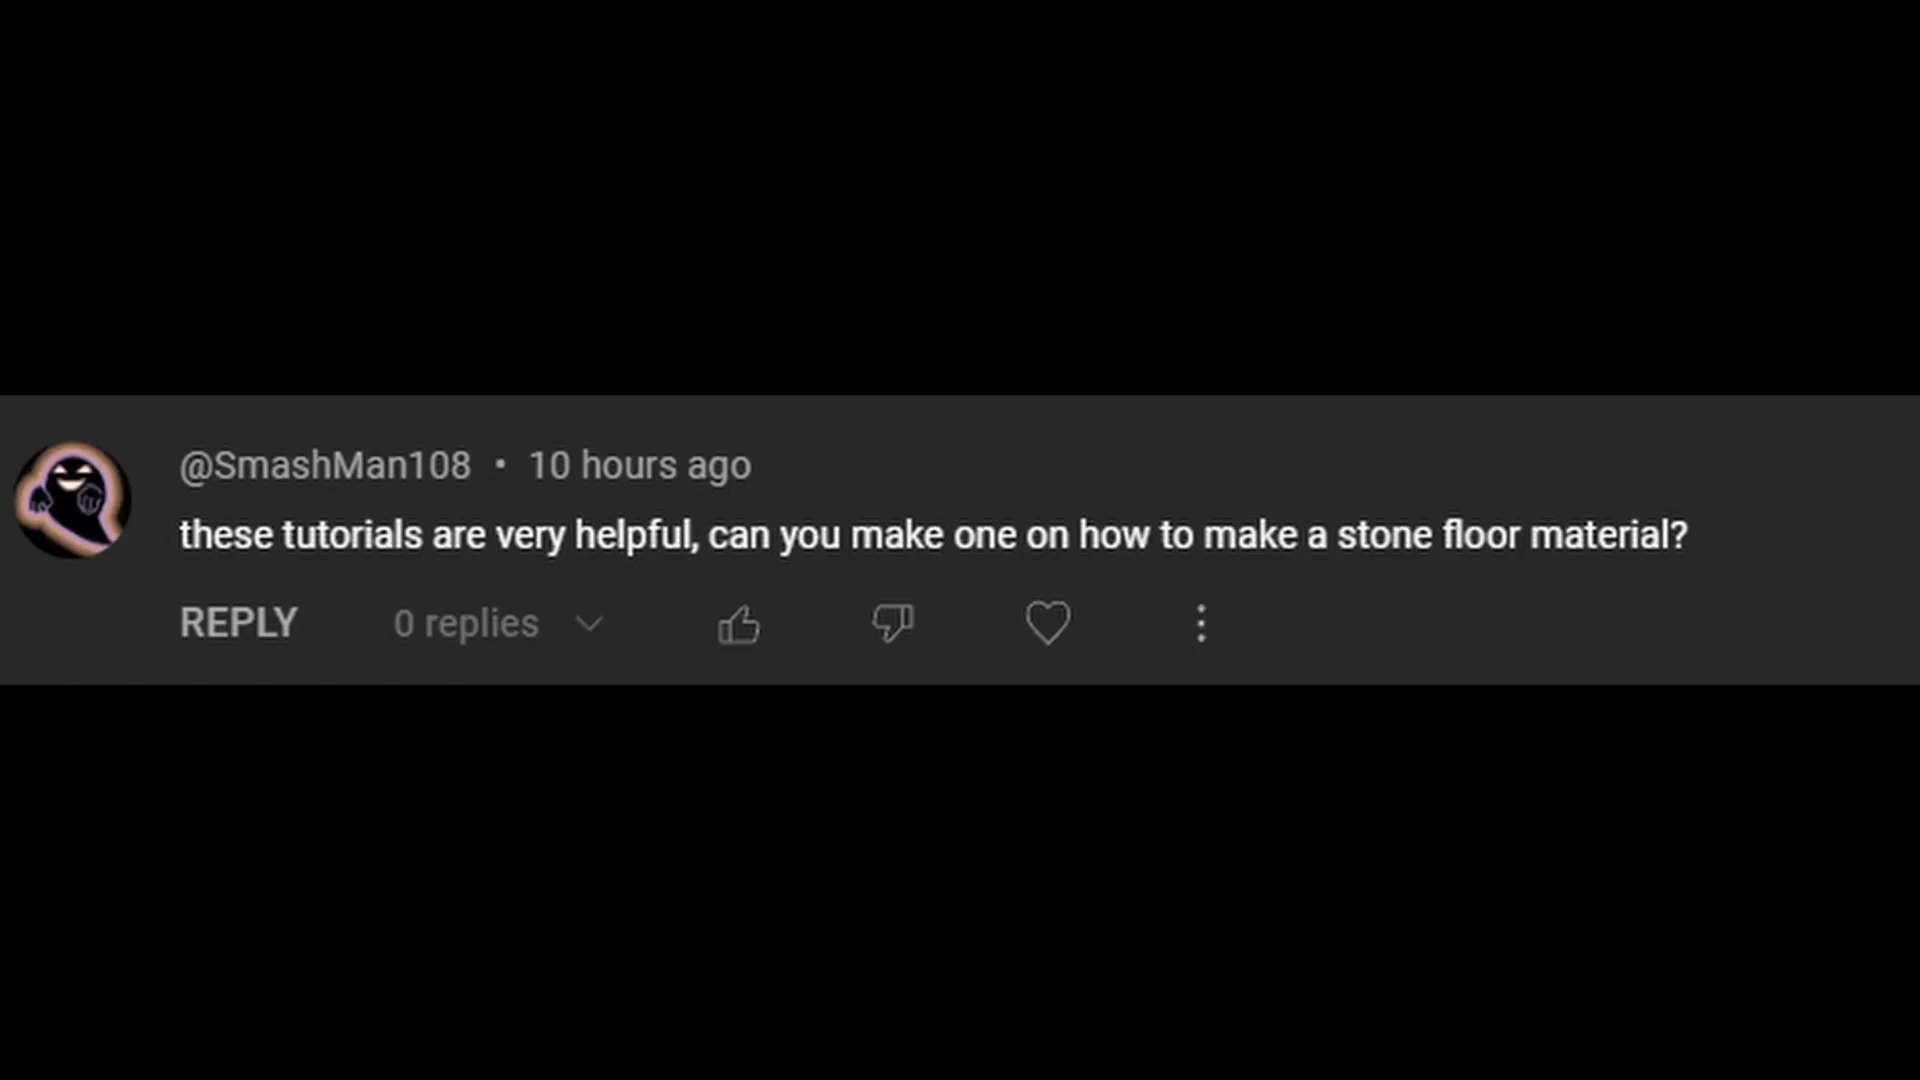 @SmashMan108 • 10 hours ago
these tutorials are very helpful, can you make one on how to make a stone floor material?
REPLY 0 replies